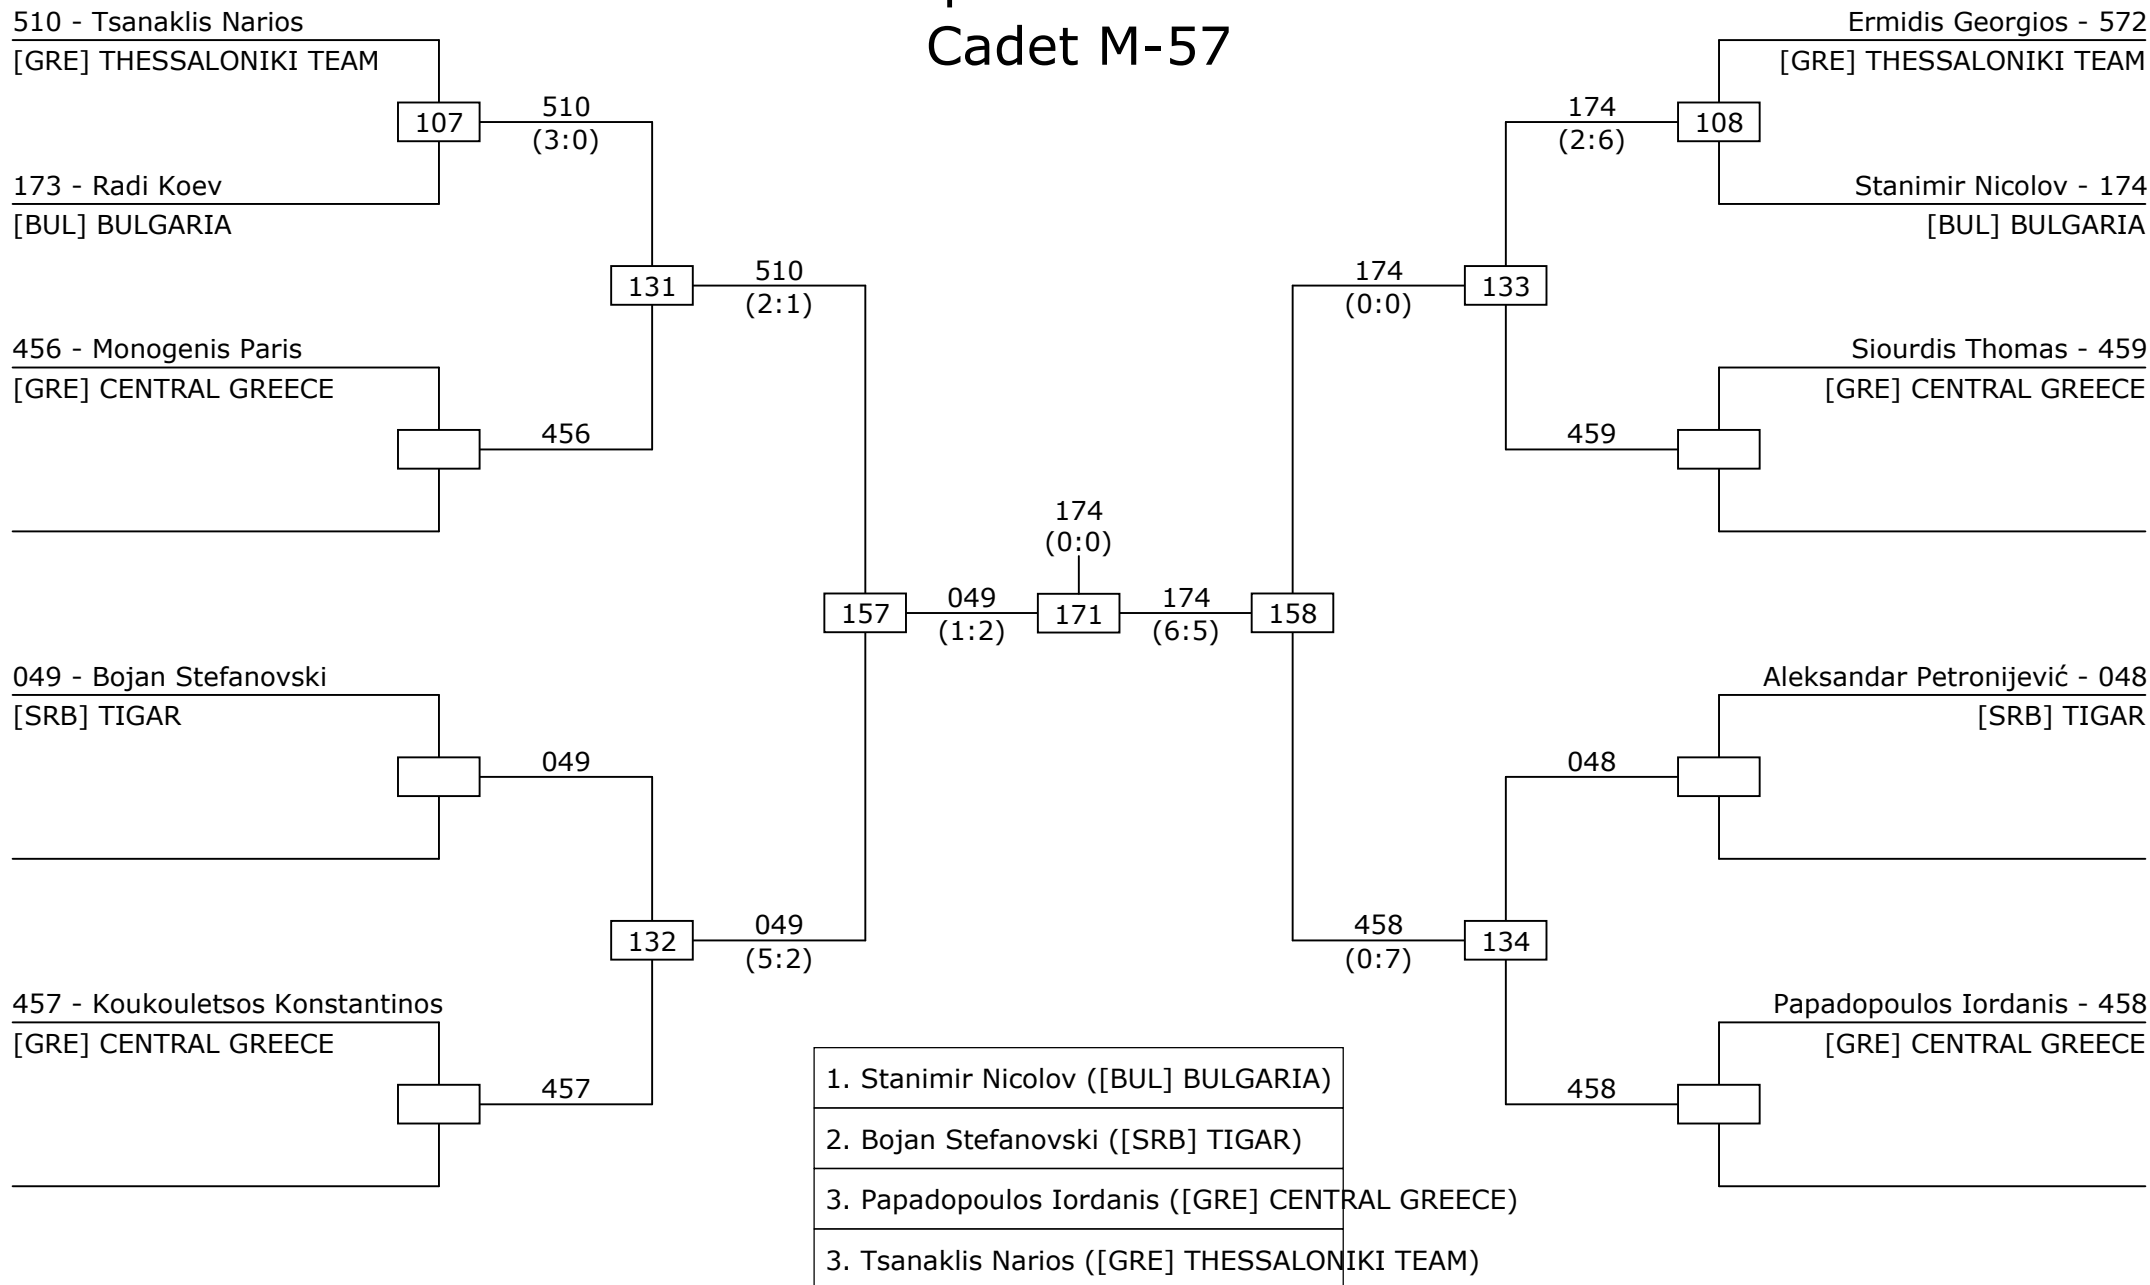 Cadet M-57
510 - Tsanaklis Narios
[GRE] THESSALONIKI TEAM
107
510
(3:0)
173 - Radi Koev
[BUL] BULGARIA
131
510
(2:1)
456 - Monogenis Paris
[GRE] CENTRAL GREECE
456
049 - Bojan Stefanovski
[SRB] TIGAR
049
132
049
(5:2)
457 - Koukouletsos Konstantinos
[GRE] CENTRAL GREECE
457
157
049
(1:2)
174
(0:0)
171
174
(6:5)
158
Ermidis Georgios - 572
[GRE] THESSALONIKI TEAM
174
(2:6)
108
Stanimir Nicolov - 174
[BUL] BULGARIA
174
(0:0)
133
Siourdis Thomas - 459
[GRE] CENTRAL GREECE
459
Aleksandar Petronijević - 048
[SRB] TIGAR
048
458
(0:7)
134
Papadopoulos Iordanis - 458
[GRE] CENTRAL GREECE
458
1. Stanimir Nicolov ([BUL] BULGARIA)
2. Bojan Stefanovski ([SRB] TIGAR)
3. Papadopoulos Iordanis ([GRE] CENTRAL GREECE)
3. Tsanaklis Narios ([GRE] THESSALONIKI TEAM)